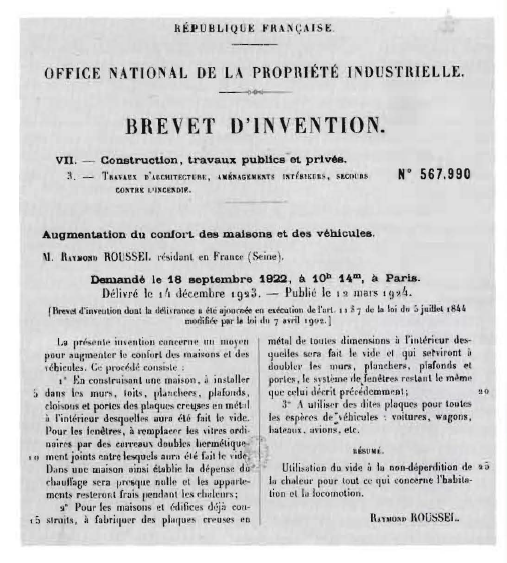 RÉPUBLIQUE FRANÇAISE.
OFFICE NATIONAL DE LA PROPRIÉTÉ INDUSTRIELLE.
BREVET D'INVENTION.
VII. — Construction, travaux publics et privés.
3. — Travaux d'architecture, aménagements intérieurs, secours
contre l'incendie.
N° 567.990
Augmentation du confort des maisons et des véhicules.
M. Raymond ROUSSEL résidant en France (Seine).
Demandé le 18 septembre 1922, à 10h 14m, à Paris.
Délivré le 14 décembre 1923. — Publié le 12 mars 1924.
[Brevet d'invention dont la délivrance a été ajournée en exécution de l'art. 11 § 7 de la loi du 5 juillet 1844
modifiée par la loi du 7 avril 1902.]
La présente invention concerne un moyen
pour augmenter le confort des maisons et des
véhicules. Ce procédé consiste :
1° En construisant une maison, à installer
5 dans les murs, toits, planchers, plafonds,
cloisons et portes des plaques creuses en métal
à l'intérieur desquelles aura été fait le vide.
Pour les fenêtres, à remplacer les vitres ordi-
naires par des carreaux doubles hermétique-
10 ment joints entre lesquels aura été fait le vide.
Dans une maison ainsi établie la dépense du
chauffage sera presque nulle et les apparte-
ments resteront frais pendant les chaleurs;
2° Pour les maisons et édifices déjà con-
15 struits, à fabriquer des plaques creuses en
métal de toutes dimensions à l'intérieur des-
quelles sera fait le vide et qui serviront à
doubler les murs, planchers, plafonds et
portes, le système de fenêtres restant le même
que celui décrit précédemment; 20
3° A utiliser des dites plaques pour toutes
les espèces de véhicules : voitures, wagons,
bateaux, avions, etc.
RÉSUMÉ.
Utilisation du vide à la non-déperdition de 25
la chaleur pour tout ce qui concerne l'habita-
tion et la locomotion.
Raymond ROUSSEL.